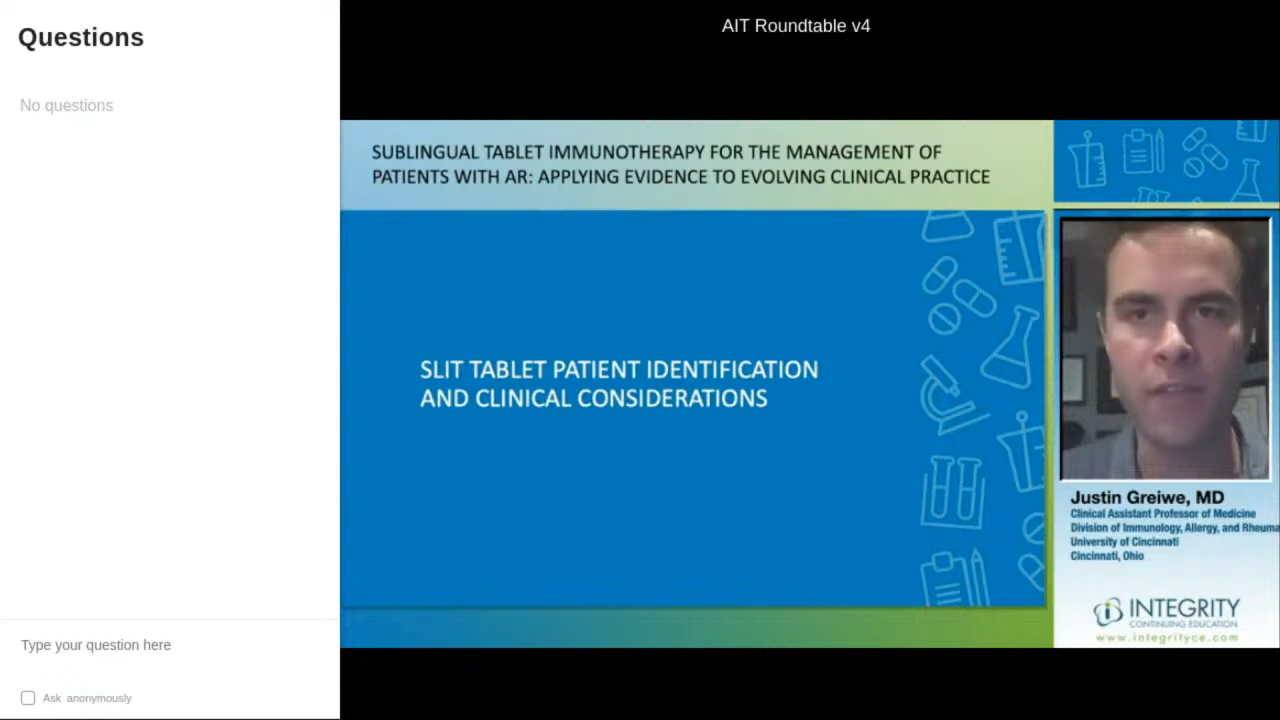 Questions
No questions
Type your question here
Ask anonymously
AIT Roundtable v4
SUBLINGUAL TABLET IMMUNOTHERAPY FOR THE MANAGEMENT OF
PATIENTS WITH AR: APPLYING EVIDENCE TO EVOLVING CLINICAL PRACTICE
SLIT TABLET PATIENT IDENTIFICATION
AND CLINICAL CONSIDERATIONS
Justin Greiwe, MD
Clinical Assistant Professor of Medicine
Division of Immunology, Allergy, and Rheuma
University of Cincinnati
Cincinnati, Ohio
INTEGRITY
CONTINUING EDUCATION
www.integrityce.com